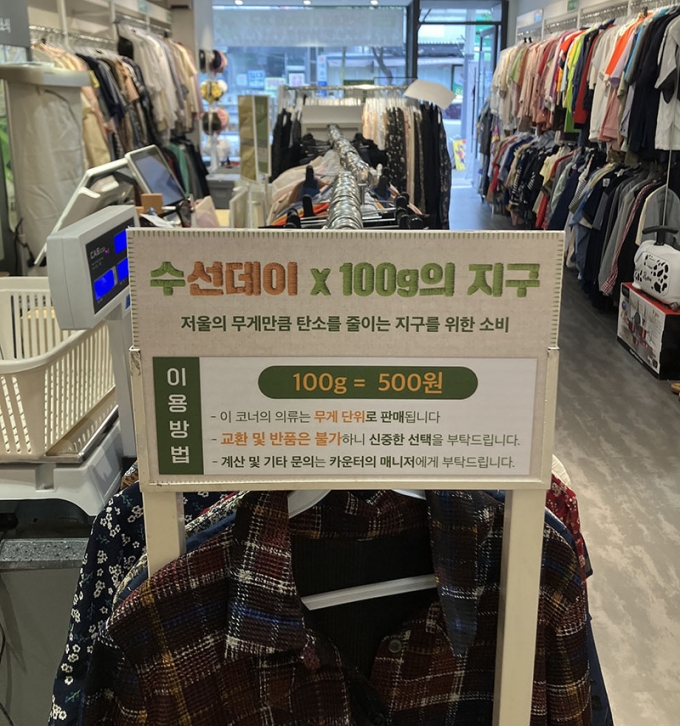 수선데이 x 100g의 지구
저울의 무게만큼 탄소를 줄이는 지구를 위한 소비
이용방법
100g = 500원
- 이 코너의 의류는 무게 단위로 판매됩니다
- 교환 및 반품은 불가하니 신중한 선택을 부탁드립니다.
- 계산 및 기타 문의는 카운터의 매니저에게 부탁드립니다.
CAS